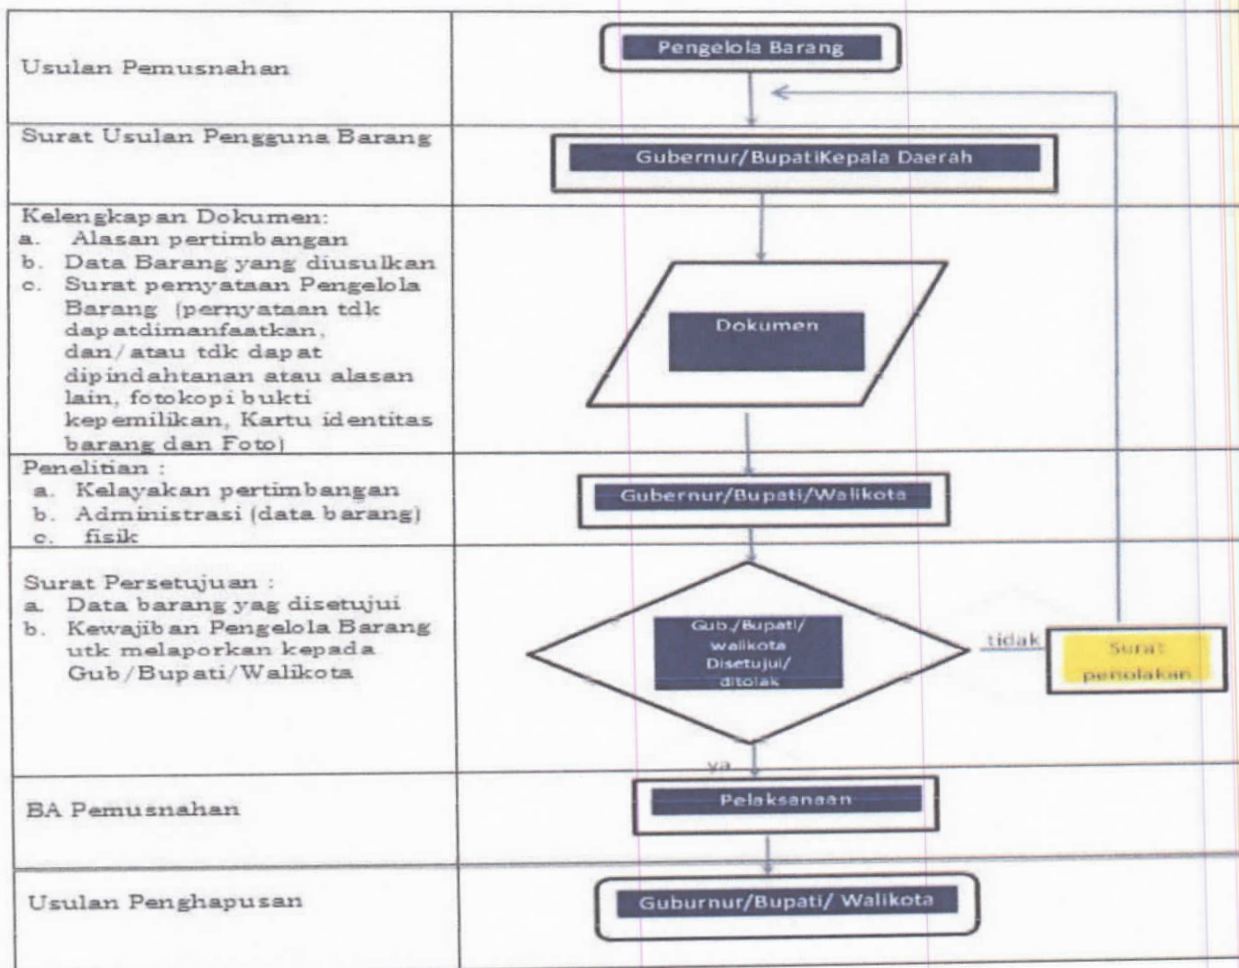 Usulan Pemusnahan
Pengelola Barang
Surat Usulan Pengguna Barang
Gubernur/BupatiKepala Daerah
Kelengkapan Dokumen:
a. Alasan pertimbangan
b. Data Barang yang diusulkan
c. Surat pernyataan Pengelola
Barang (pernyataan tdk
dapatdimanfaatkan,
dan/atau tdk dapat
dipindahtanan atau alasan
lain, fotokopi bukti
kepemilikan, Kartu identitas
barang dan Foto)
Dokumen
Penelitian :
a. Kelayakan pertimbangan
b. Administrasi (data barang)
c. fisik
Gubernur/Bupati/Walikota
Surat Persetujuan :
a. Data barang yag disetujui
b. Kewajiban Pengelola Barang
utk melaporkan kepada
Gub/Bupati/Walikota
Gub./Bupati/
walikota
Disetujui/
ditolak
tidak
Surat
penolakan
ya
BA Pemusnahan
Pelaksanaan
Usulan Penghapusan
Guburnur/Bupati/ Walikota